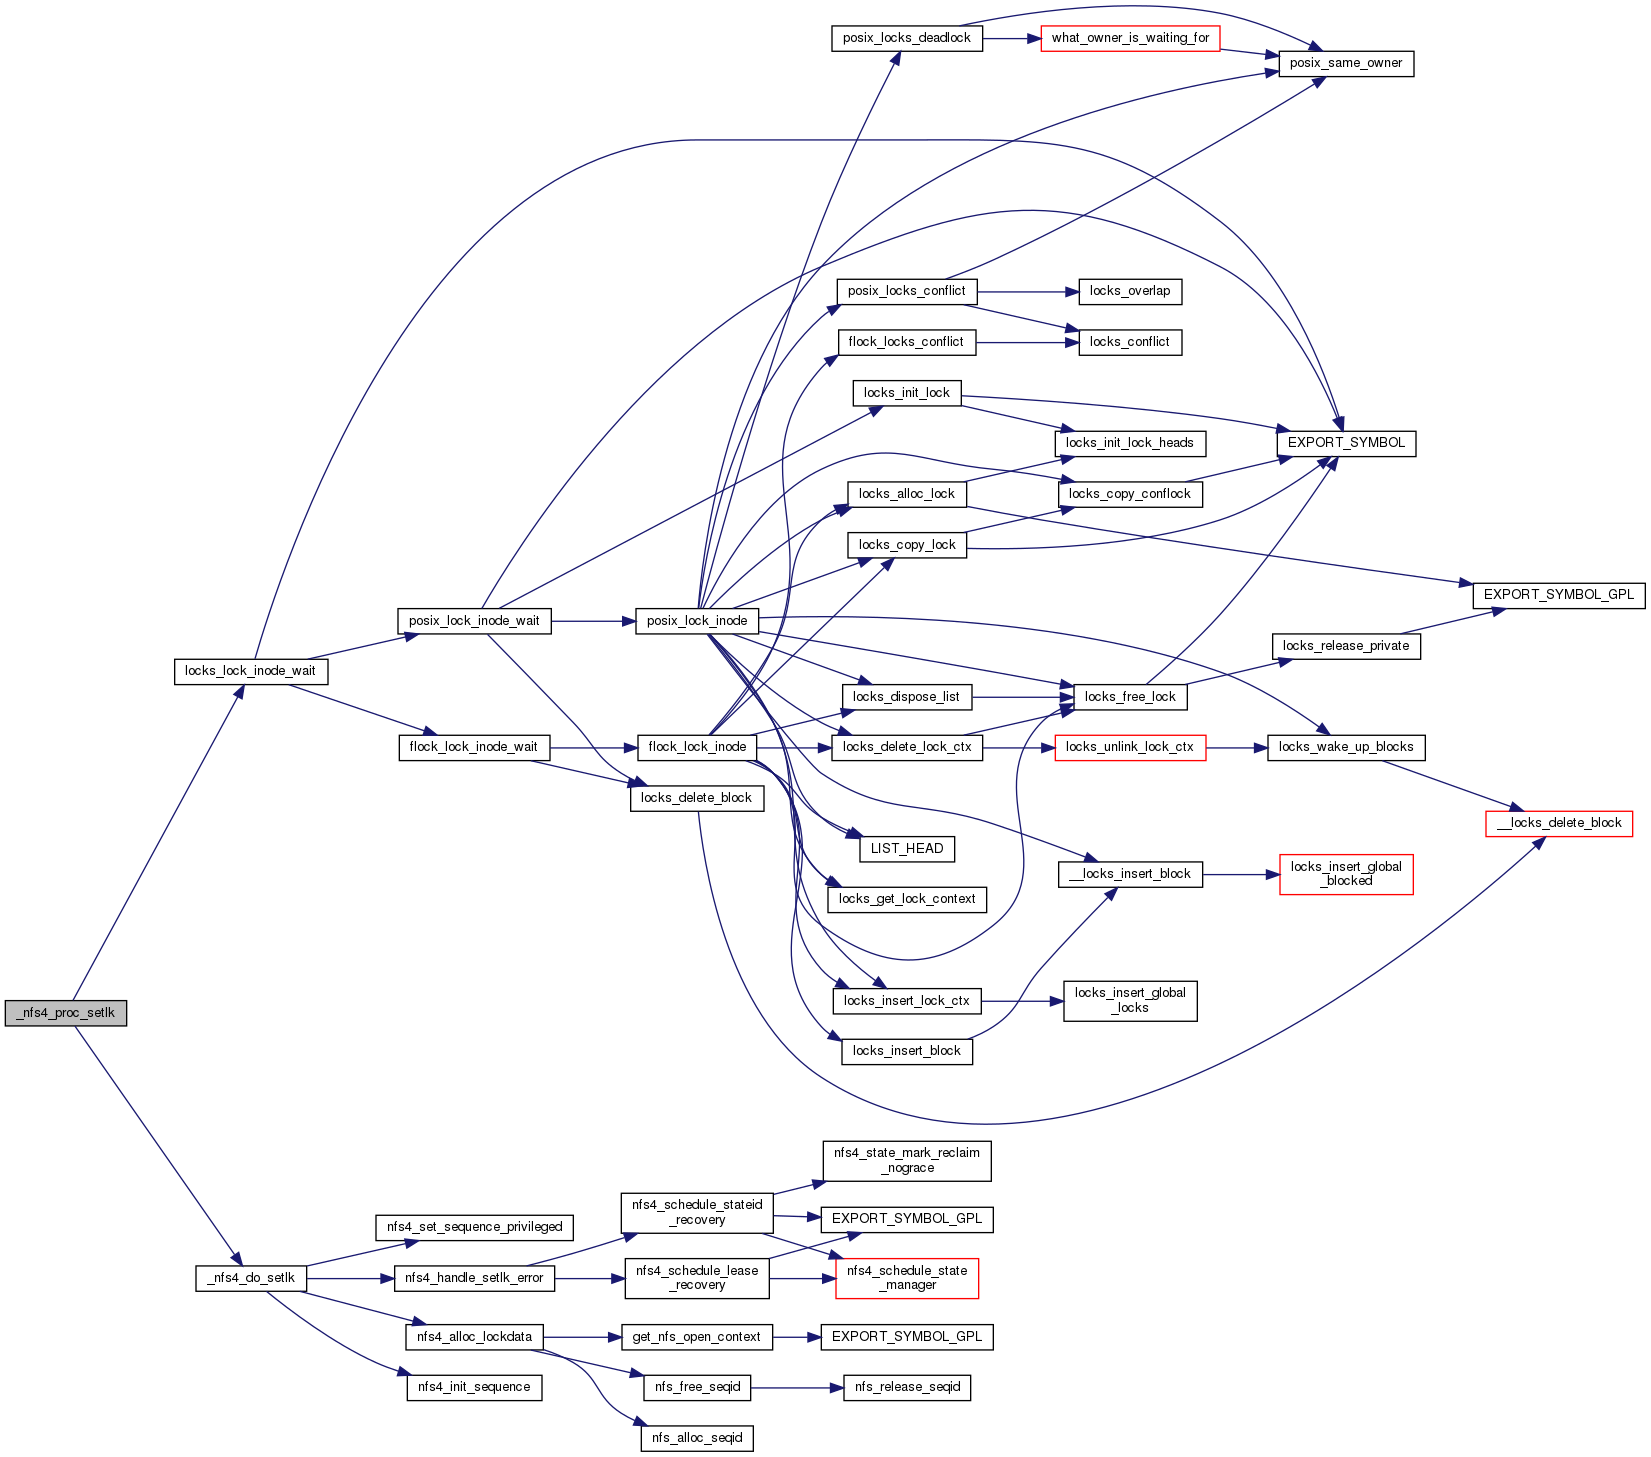 posix_locks_deadlock
what_owner_is_waiting_for
posix_same_owner
posix_locks_conflict
locks_overlap
flock_locks_conflict
locks_conflict
locks_init_lock
locks_init_lock_heads
EXPORT_SYMBOL
locks_alloc_lock
locks_copy_conflock
locks_copy_lock
EXPORT_SYMBOL_GPL
posix_lock_inode_wait
posix_lock_inode
locks_release_private
locks_lock_inode_wait
locks_dispose_list
locks_free_lock
flock_lock_inode_wait
flock_lock_inode
locks_delete_lock_ctx
locks_unlink_lock_ctx
locks_wake_up_blocks
locks_delete_block
__locks_delete_block
LIST_HEAD
__locks_insert_block
locks_insert_global
_blocked
locks_get_lock_context
locks_insert_lock_ctx
locks_insert_global
_locks
_nfs4_proc_setlk
locks_insert_block
nfs4_state_mark_reclaim
_nograce
nfs4_schedule_stateid
_recovery
EXPORT_SYMBOL_GPL
nfs4_set_sequence_privileged
_nfs4_do_setlk
nfs4_handle_setlk_error
nfs4_schedule_lease
_recovery
nfs4_schedule_state
_manager
nfs4_alloc_lockdata
get_nfs_open_context
EXPORT_SYMBOL_GPL
nfs4_init_sequence
nfs_free_seqid
nfs_release_seqid
nfs_alloc_seqid